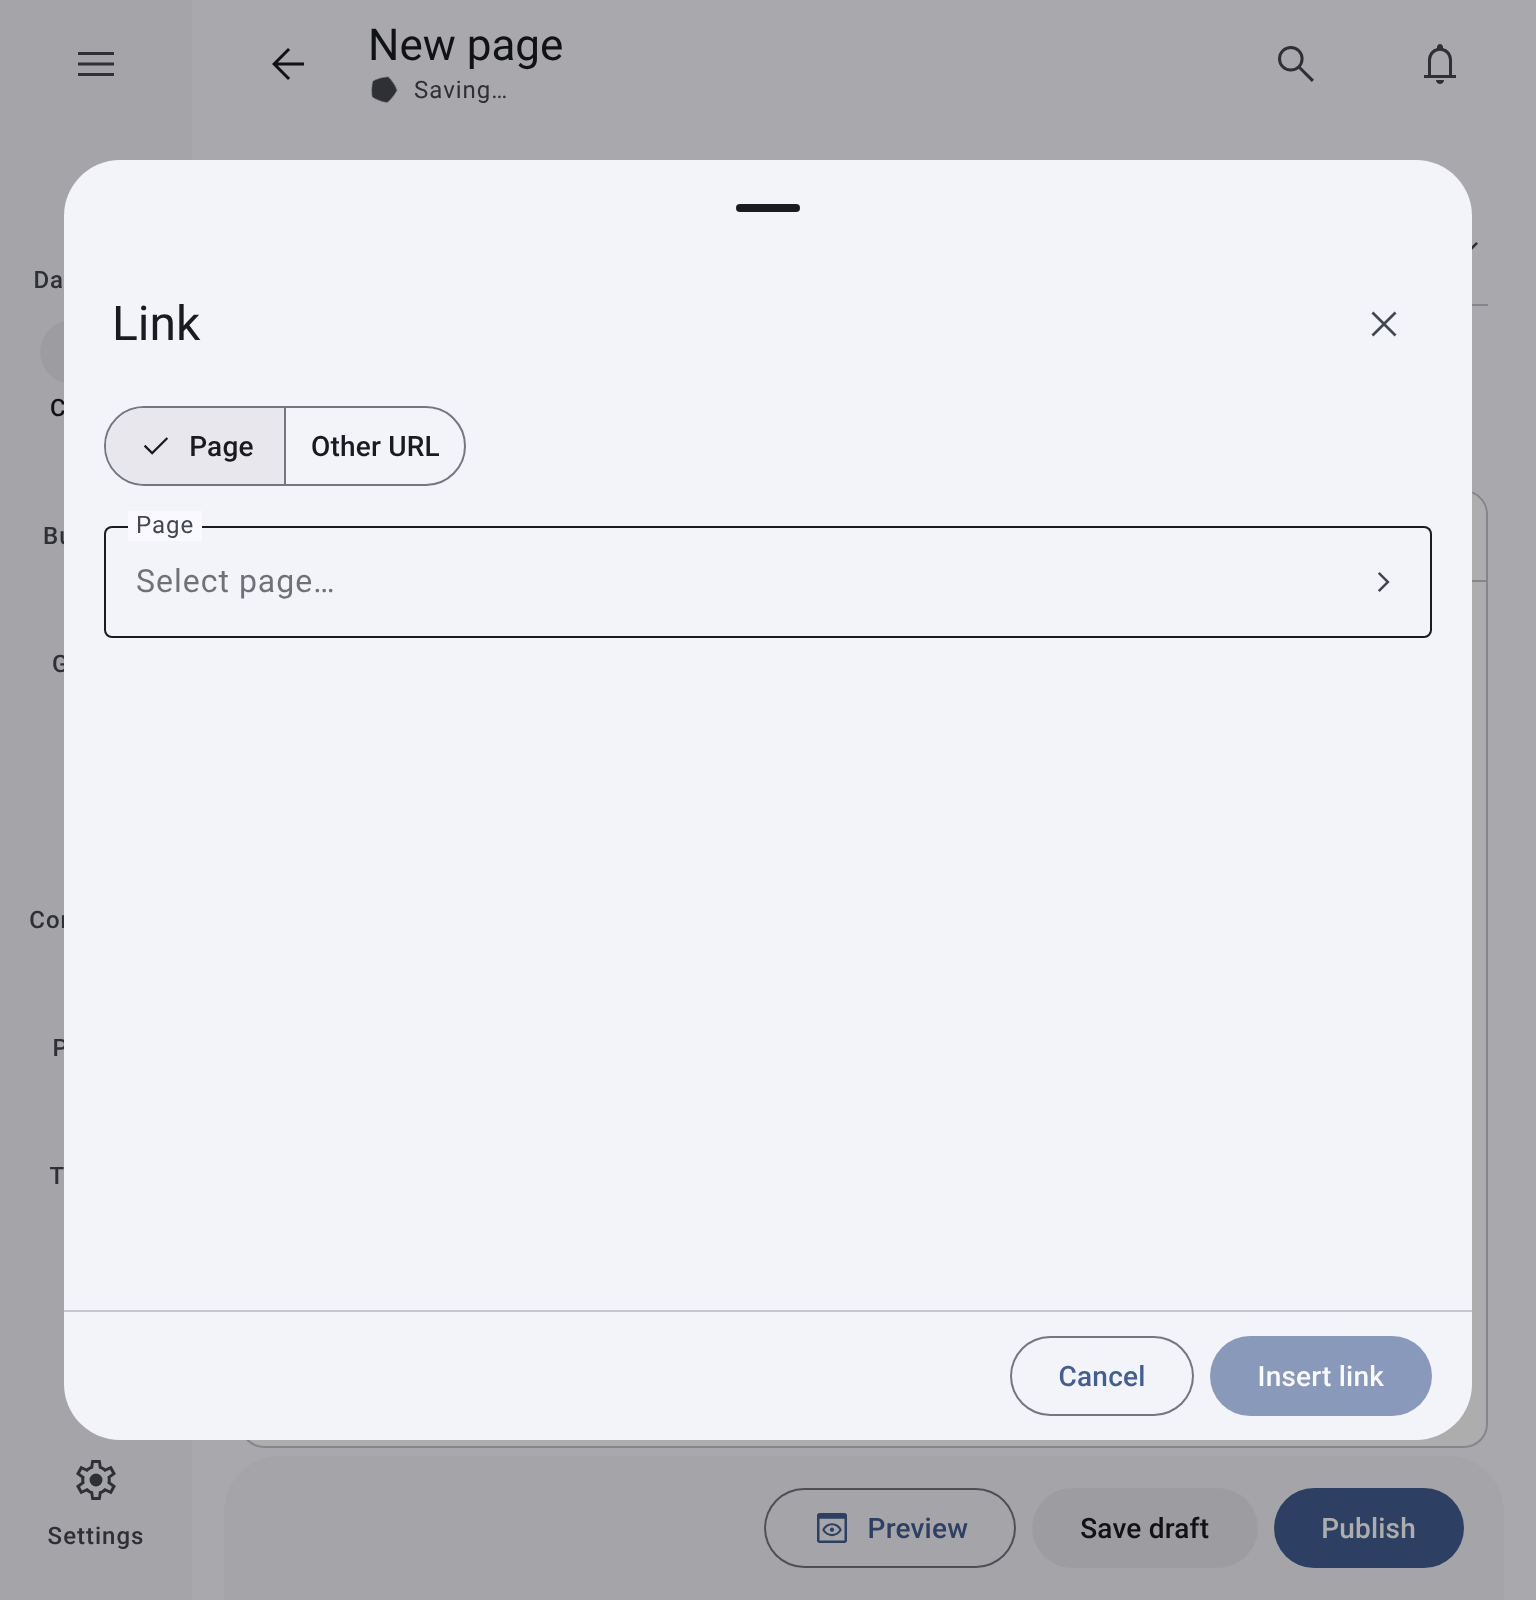 New page
Saving…
Link
Page
Other URL
Page
Select page…
Cancel
Insert link
Settings
Preview
Save draft
Publish